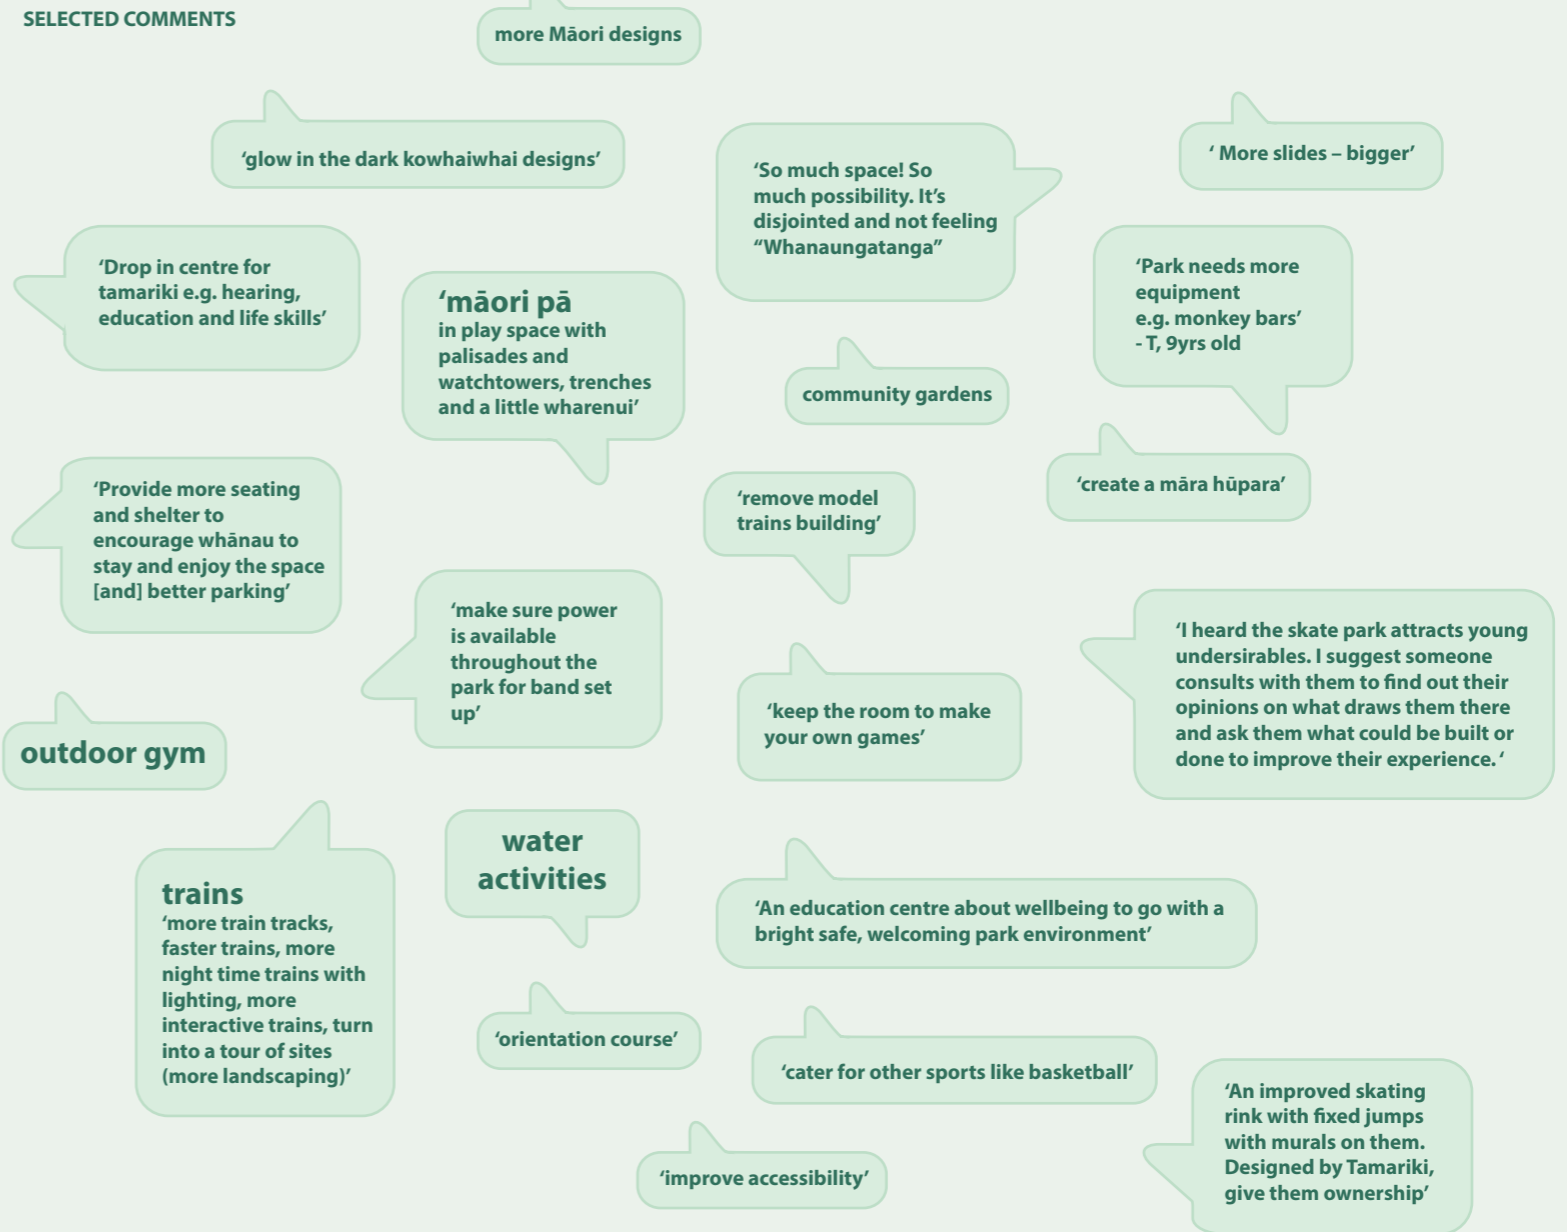 SELECTED COMMENTS
more Māori designs
‘glow in the dark kowhaiwhai designs’
‘So much space! So
much possibility. It’s
disjointed and not feeling
“Whanaungatanga”
‘ More slides – bigger’
‘Drop in centre for
tamariki e.g. hearing,
education and life skills’
‘māori pā
in play space with
palisades and
watchtowers, trenches
and a little wharenui’
‘Park needs more
equipment
e.g. monkey bars’
- T, 9yrs old
community gardens
‘Provide more seating
and shelter to
encourage whānau to
stay and enjoy the space
[and] better parking’
‘remove model
trains building’
‘create a māra hūpara’
‘make sure power
is available
throughout the
park for band set
up’
‘I heard the skate park attracts young
undersirables. I suggest someone
consults with them to find out their
opinions on what draws them there
and ask them what could be built or
done to improve their experience. ‘
‘keep the room to make
your own games’
outdoor gym
water
activities
trains
‘more train tracks,
faster trains, more
night time trains with
lighting, more
interactive trains, turn
into a tour of sites
(more landscaping)’
‘An education centre about wellbeing to go with a
bright safe, welcoming park environment’
‘orientation course’
‘cater for other sports like basketball’
‘An improved skating
rink with fixed jumps
with murals on them.
Designed by Tamariki,
give them ownership’
‘improve accessibility’